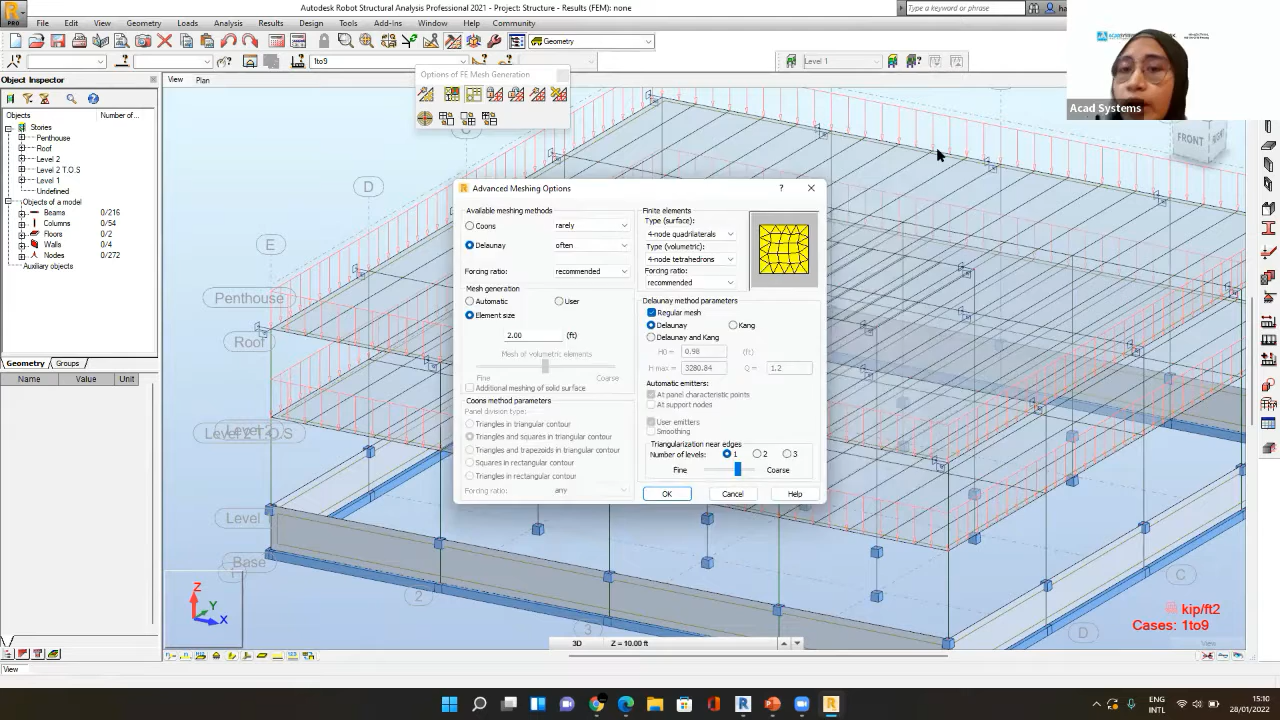 Autodesk Robot Structural Analysis Professional 2021 - Project: Structure - Results (FEM): none
Type a keyword or phrase
PRO
File Edit View Geometry Loads Analysis Results Design Tools Add-Ins Window Help Community
Geometry
1to9
Level 1
Object Inspector
View Plan
Options of FE Mesh Generation
Acad Systems
FRONT
Objects Number of...
Stories
Penthouse
Roof
Level 2
Level 2 T.O.S
Level 1
Undefined
Objects of a model
Beams 0/216
Columns 0/54
Floors 0/2
Walls 0/4
Nodes 0/272
Auxiliary objects
Geometry Groups
Name Value Unit
D
E
Penthouse
Roof
Level 2
Level 2 T.O.S
Level 1
Base
2
3
C
D
Z
Y
X
Advanced Meshing Options
?
Available meshing methods
Coons rarely
Delaunay often
Forcing ratio: recommended
Mesh generation
Automatic User
Element size
2.00 (ft)
Mesh of volumetric elements
Fine Coarse
Additional meshing of solid surface
Coons method parameters
Panel division type:
Triangles in triangular contour
Triangles and squares in triangular contour
Triangles and trapezoids in triangular contour
Squares in rectangular contour
Triangles in rectangular contour
Forcing ratio: any
Finite elements
Type (surface):
4-node quadrilaterals
Type (volumetric):
4-node tetrahedrons
Forcing ratio:
recommended
Delaunay method parameters
Regular mesh
Delaunay Kang
Delaunay and Kang
H0 = 0.98 (ft)
H max = 3280.84 Q = 1.2
Automatic emitters:
At panel characteristic points
At support nodes
User emitters
Smoothing
Triangularization near edges
Number of levels: 1 2 3
Fine Coarse
OK Cancel Help
kip/ft2
Cases: 1to9
3D Z = 10.00 ft
View
View
ENG
INTL
15:10
28/01/2022